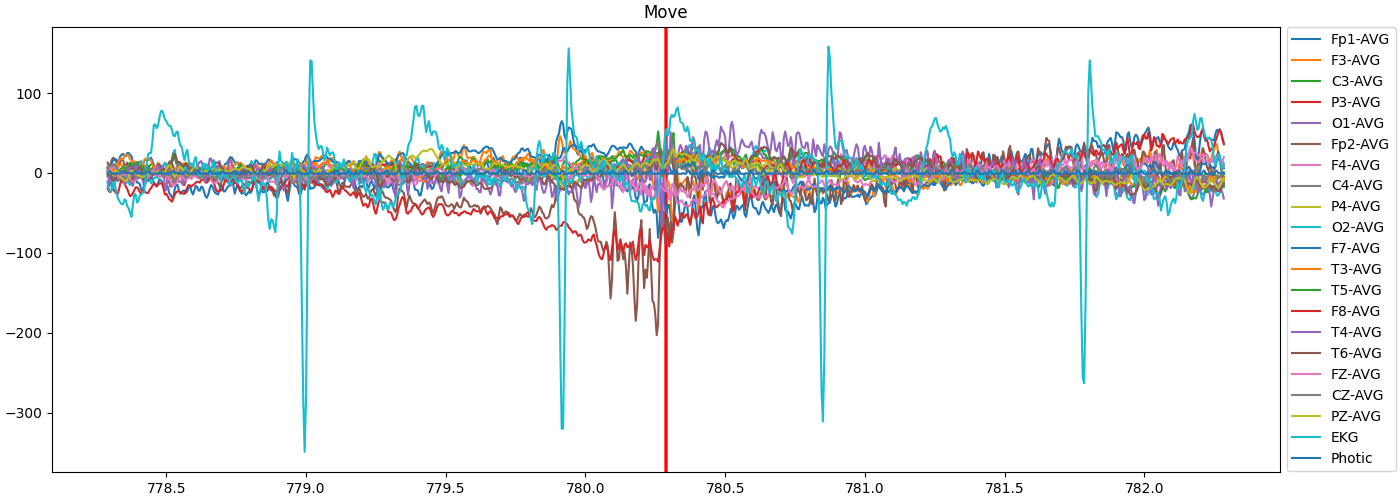 Move
100
0
−100
−200
−300
778.5 779.0 779.5 780.0 780.5 781.0 781.5 782.0
Fp1-AVG
F3-AVG
C3-AVG
P3-AVG
O1-AVG
Fp2-AVG
F4-AVG
C4-AVG
P4-AVG
O2-AVG
F7-AVG
T3-AVG
T5-AVG
F8-AVG
T4-AVG
T6-AVG
FZ-AVG
CZ-AVG
PZ-AVG
EKG
Photic